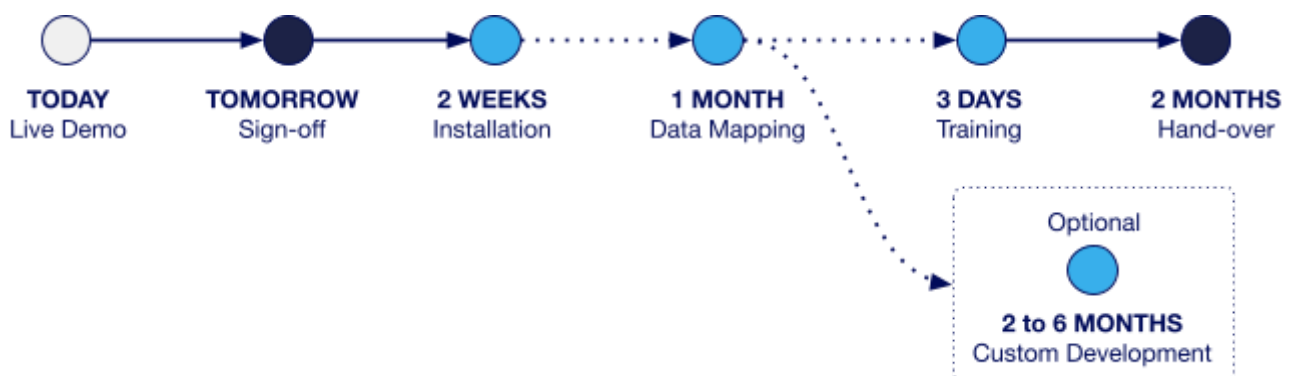 TODAY
Live Demo
TOMORROW
Sign-off
2 WEEKS
Installation
1 MONTH
Data Mapping
3 DAYS
Training
2 MONTHS
Hand-over
Optional
2 to 6 MONTHS
Custom Development